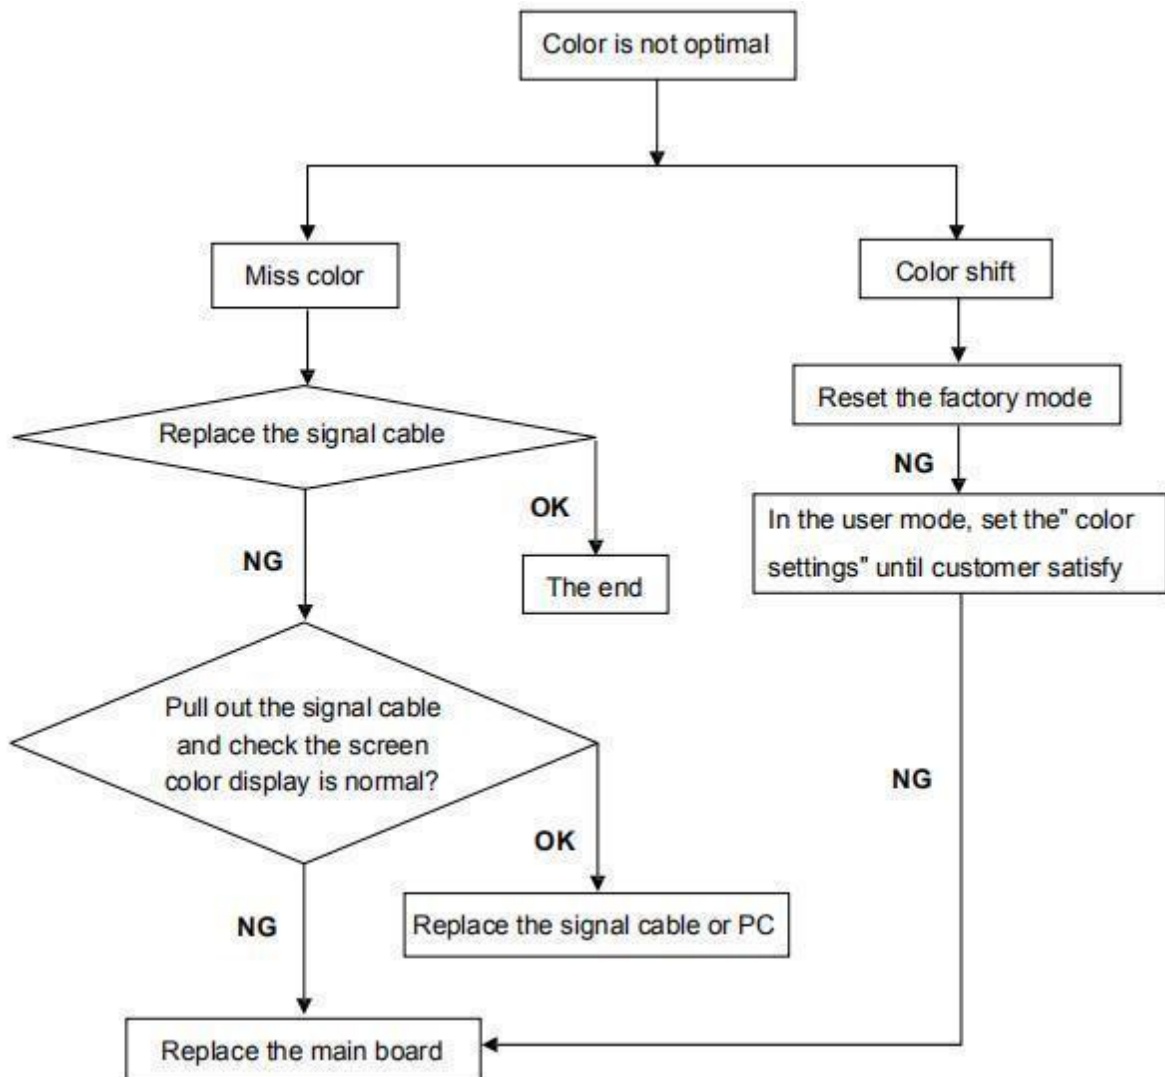 Color is not optimal
Miss color
Color shift
Replace the signal cable
Reset the factory mode
NG
OK
In the user mode, set the" color
settings" until customer satisfy
NG
The end
Pull out the signal cable
and check the screen
color display is normal?
NG
OK
Replace the signal cable or PC
NG
Replace the main board